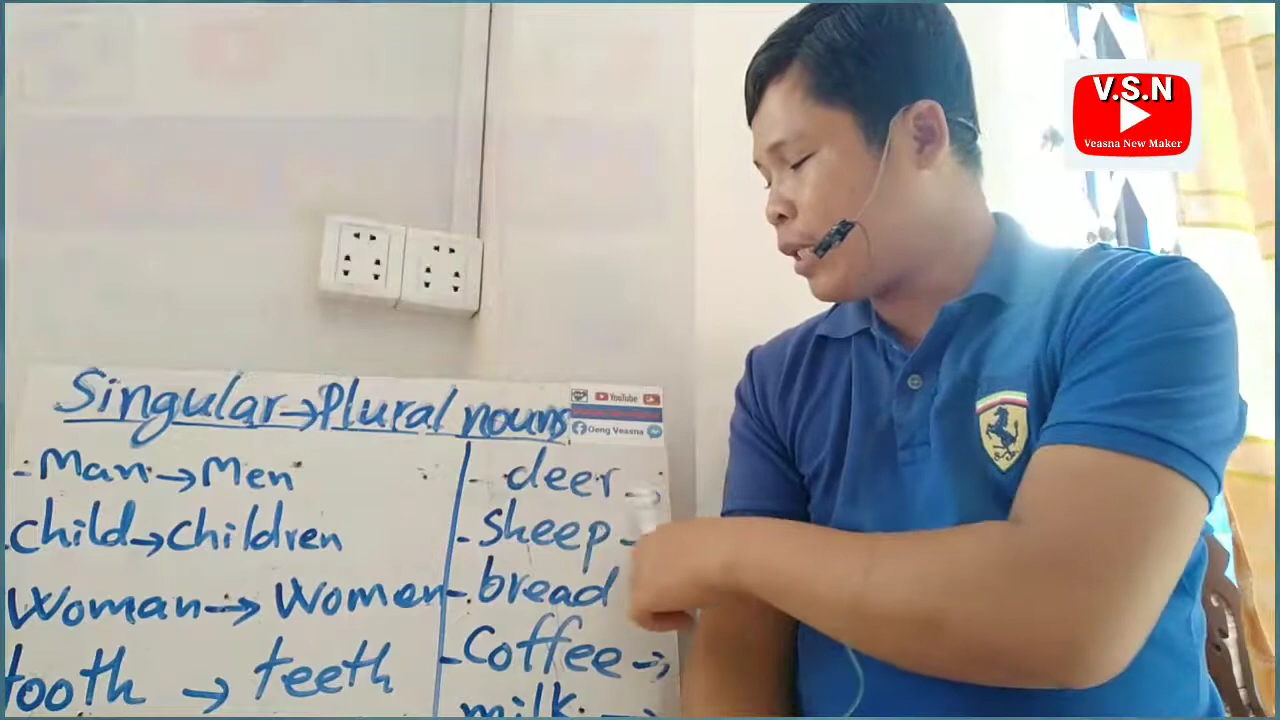 V.S.N
Veasna New Maker
Singular→Plural nouns
YouTube
Oeng Veasna
- Man → Men
- child → children
Woman → Women
tooth → teeth
- deer →
- sheep -
- bread
- Coffee →
milk →